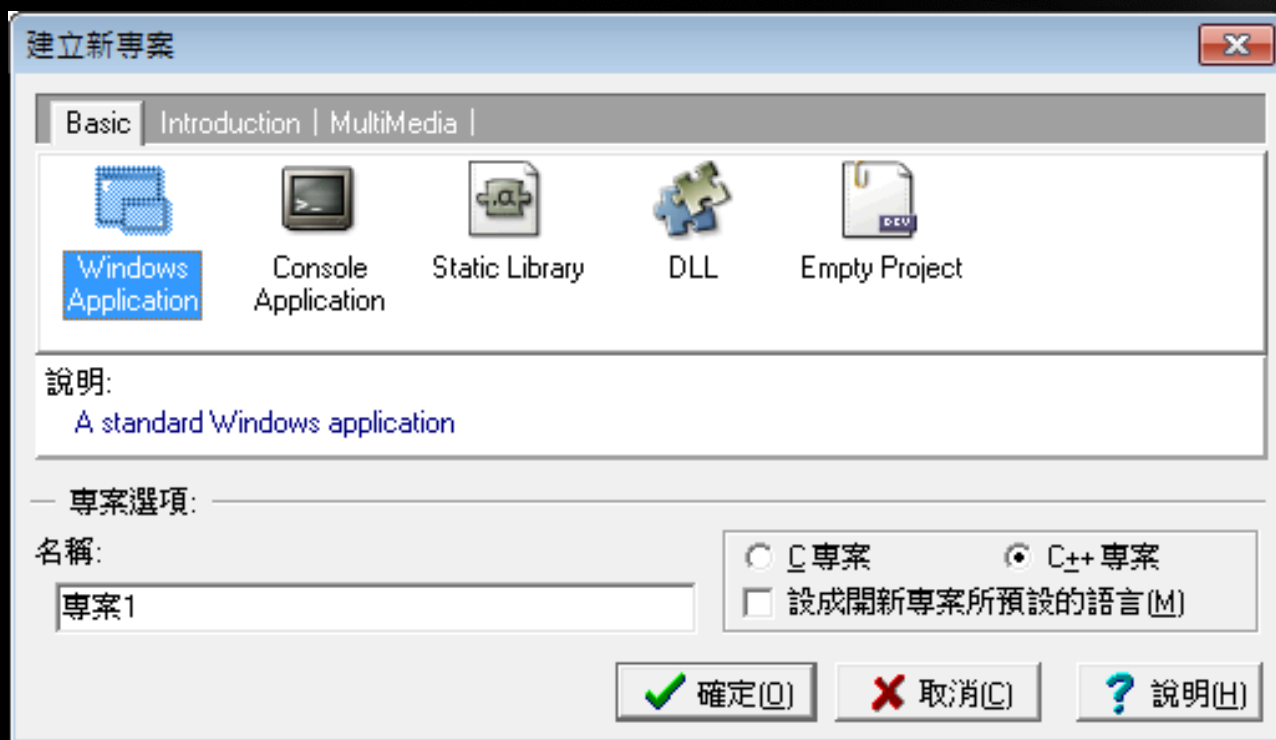 建立新專案
Basic Introduction | MultiMedia |
>_
.a
DEV
Windows Application
Console Application
Static Library
DLL
Empty Project
說明:
A standard Windows application
專案選項:
名稱:
C 專案
C++ 專案
專案1
設成開新專案所預設的語言(M)
確定(O)
取消(C)
說明(H)